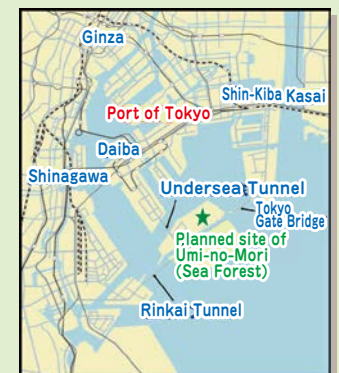 Ginza
Shin-Kiba Kasai
Port of Tokyo
Daiba
Shinagawa
Undersea Tunnel
Tokyo
Gate Bridge
Planned site of
Umi-no-Mori
(Sea Forest)
Rinkai Tunnel